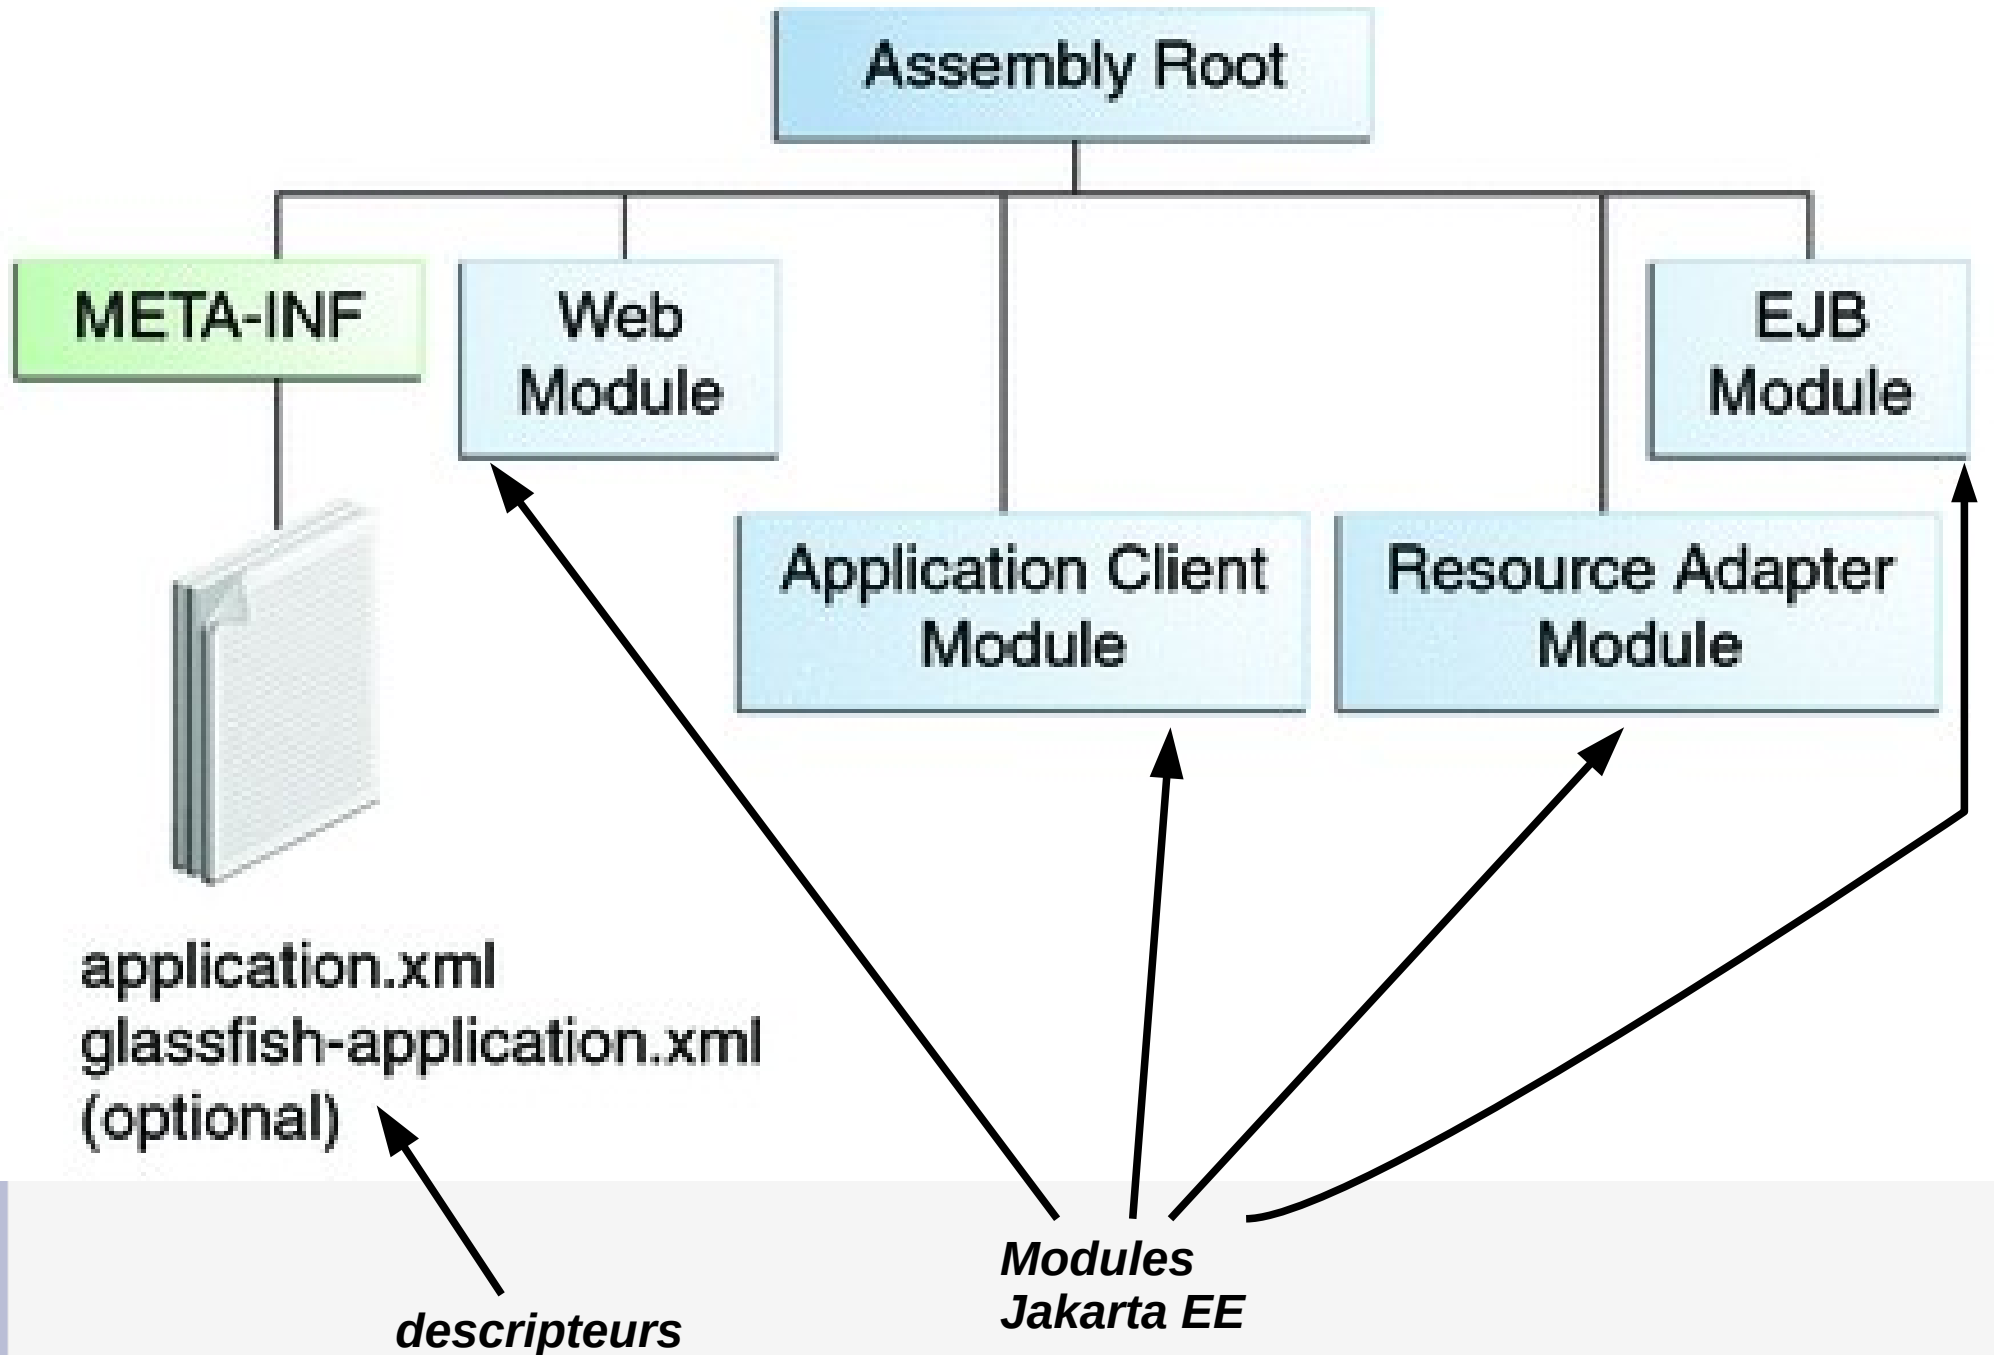 Assembly Root
META-INF
Web
Module
EJB
Module
Application Client
Module
Resource Adapter
Module
application.xml
glassfish-application.xml
(optional)
Modules
Jakarta EE
descripteurs